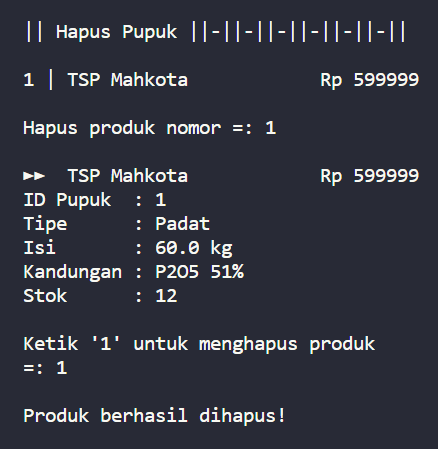 || Hapus Pupuk ||-||-||-||-||-||-||
1 | TSP Mahkota Rp 599999
Hapus produk nomor =: 1
►► TSP Mahkota Rp 599999
ID Pupuk : 1
Tipe : Padat
Isi : 60.0 kg
Kandungan : P2O5 51%
Stok : 12
Ketik '1' untuk menghapus produk
=: 1
Produk berhasil dihapus!